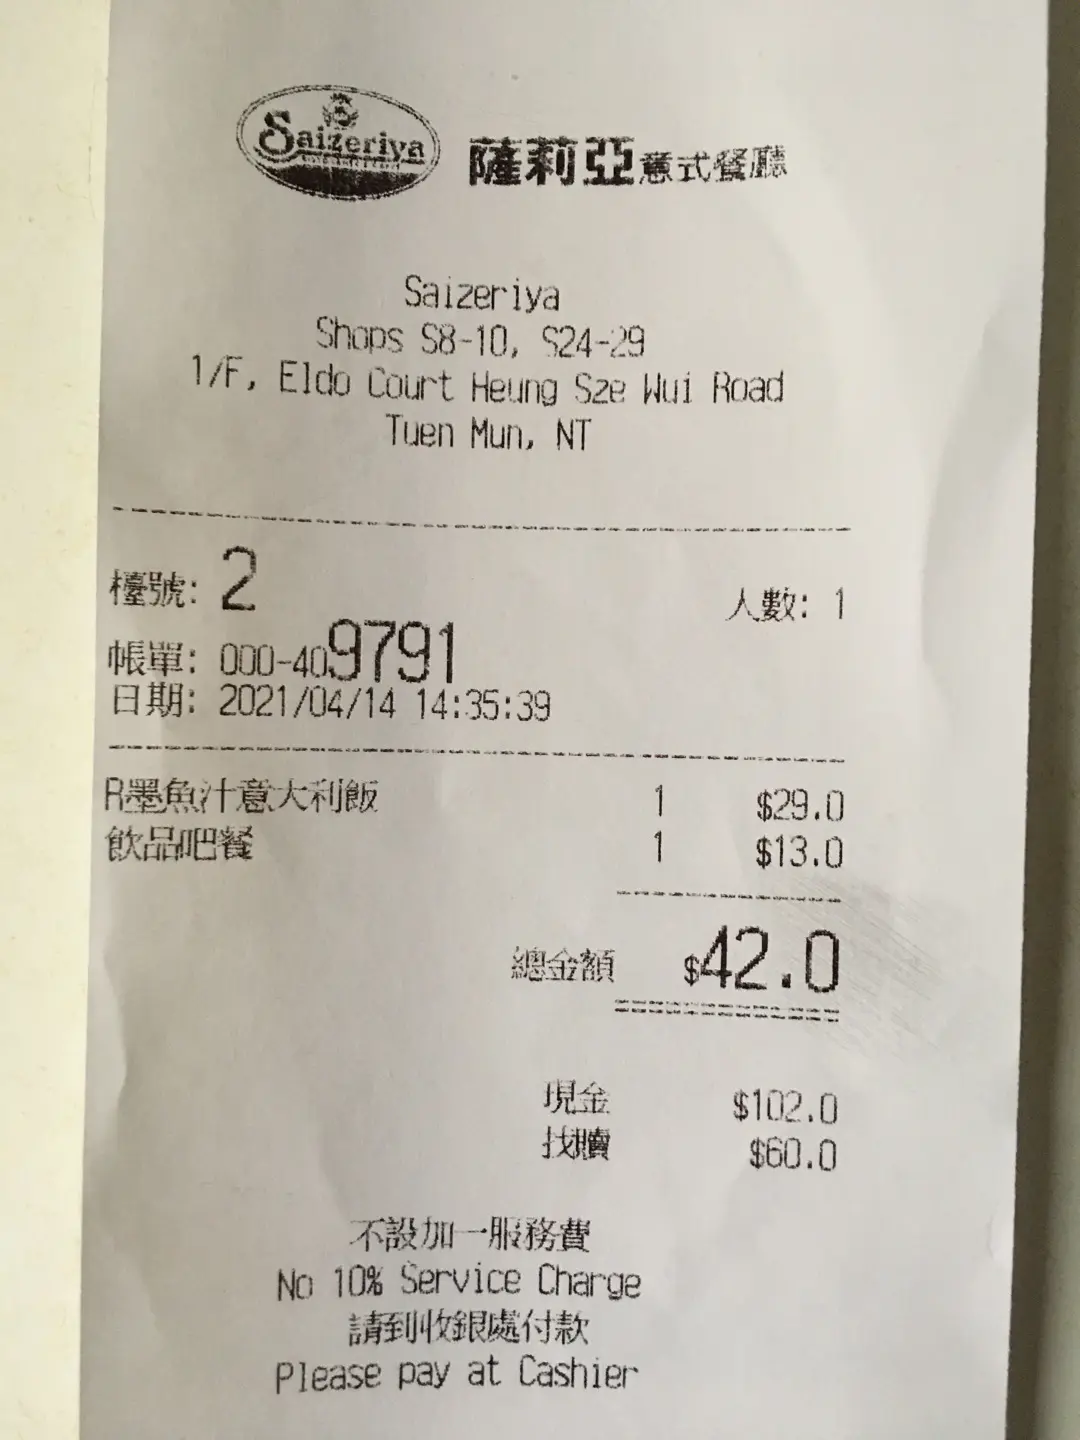 Saizeriya
薩莉亞意式餐廳
Saizeriya
Shops S8-10, S24-29
1/F, Eldo Court Heung Sze Wui Road
Tuen Mun, NT
檯號: 2 人數: 1
帳單: 000-409791
日期: 2021/04/14 14:35:39
R墨魚汁意大利飯 1 $29.0
飲品吧餐 1 $13.0
總金額 $42.0
現金 $102.0
找贖 $60.0
不設加一服務費
No 10% Service Charge
請到收銀處付款
Please pay at Cashier